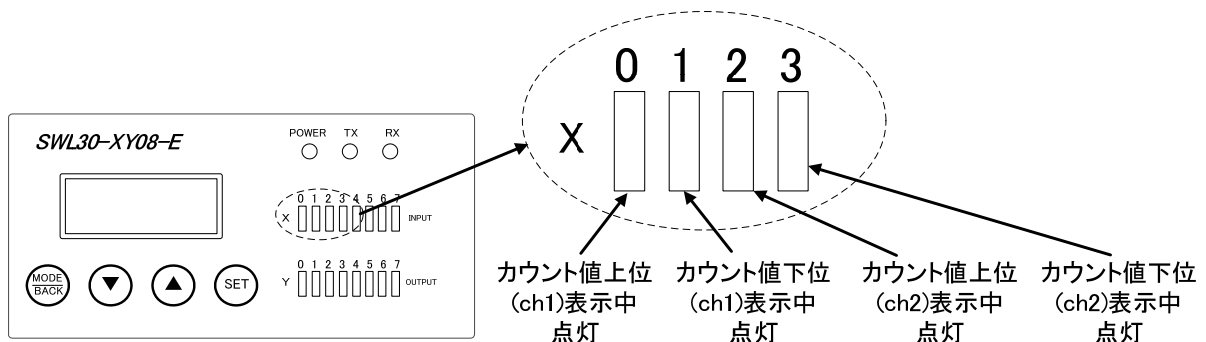 SWL30-XY08-E
POWER TX RX
0 1 2 3 4 5 6 7
X INPUT
0 1 2 3 4 5 6 7
Y OUTPUT
MODE
BACK
▼
▲
SET
0 1 2 3
X
カウント値上位
(ch1)表示中
点灯
カウント値下位
(ch1)表示中
点灯
カウント値上位
(ch2)表示中
点灯
カウント値下位
(ch2)表示中
点灯